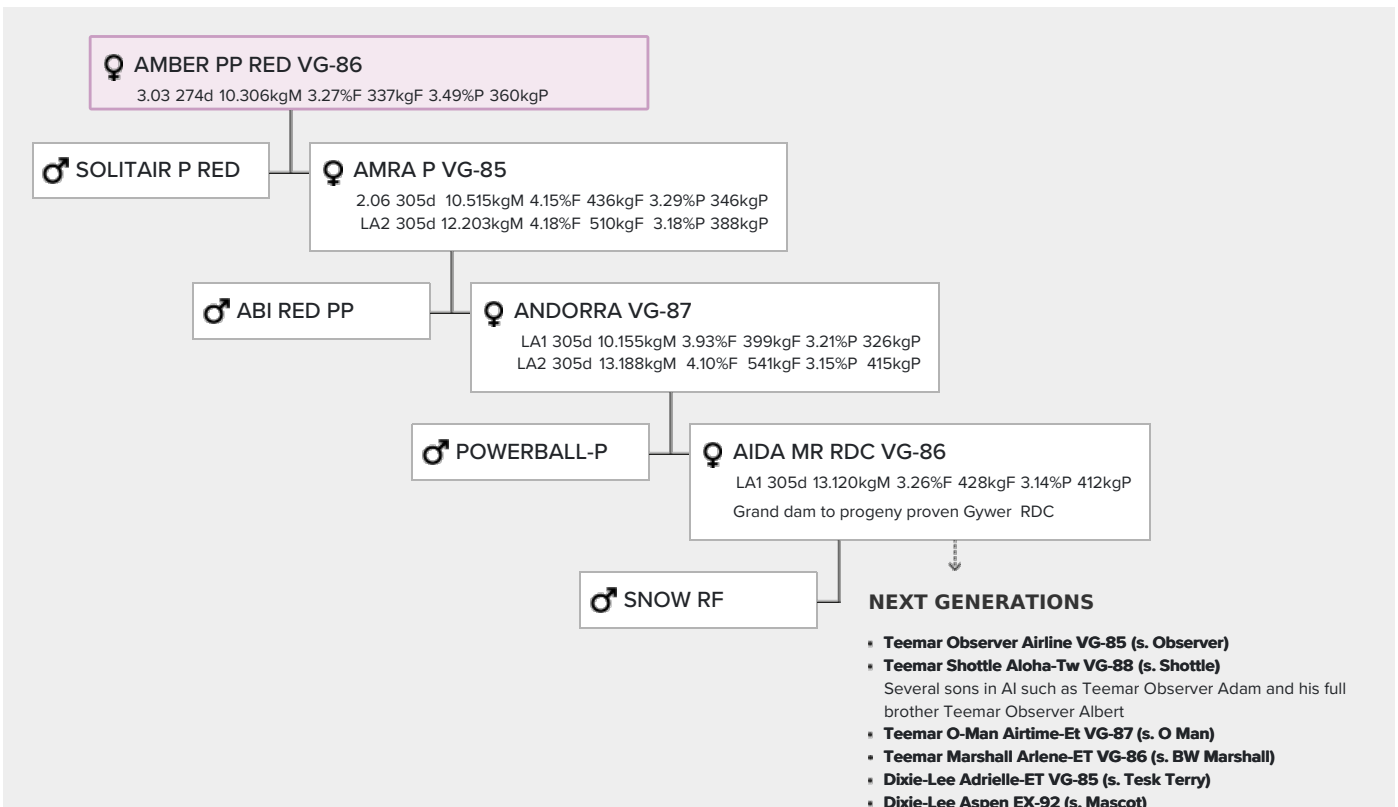 AMBER PP RED VG-86
3.03 274d 10.306kgM 3.27%F 337kgF 3.49%P 360kgP
SOLITAIR P RED
AMRA P VG-85
2.06 305d 10.515kgM 4.15%F 436kgF 3.29%P 346kgP
LA2 305d 12.203kgM 4.18%F 510kgF 3.18%P 388kgP
ABI RED PP
ANDORRA VG-87
LA1 305d 10.155kgM 3.93%F 399kgF 3.21%P 326kgP
LA2 305d 13.188kgM 4.10%F 541kgF 3.15%P 415kgP
POWERBALL-P
AIDA MR RDC VG-86
LA1 305d 13.120kgM 3.26%F 428kgF 3.14%P 412kgP
Grand dam to progeny proven Gywer RDC
SNOW RF
NEXT GENERATIONS
Teemar Observer Airline VG-85 (s. Observer)
Teemar Shottle Aloha-Tw VG-88 (s. Shottle)
Several sons in AI such as Teemar Observer Adam and his full
brother Teemar Observer Albert
Teemar O-Man Airtime-Et VG-87 (s. O Man)
Teemar Marshall Arlene-ET VG-86 (s. BW Marshall)
Dixie-Lee Adrielle-ET VG-85 (s. Tesk Terry)
Dixie-Lee Aspen EX-92 (s. Mascot)